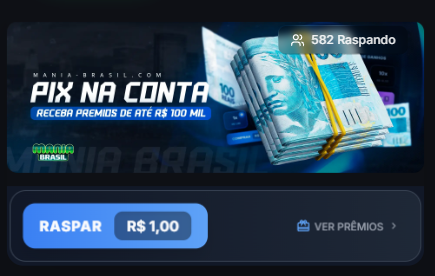 582 Raspando
MANIA-BRASIL.COM
PIX NA CONTA
RECEBA PREMIOS DE ATÉ R$ 100 MIL
MANIA
BRASIL
MANIA BRASIL
RASPAR R$ 1,00
VER PRÊMIOS